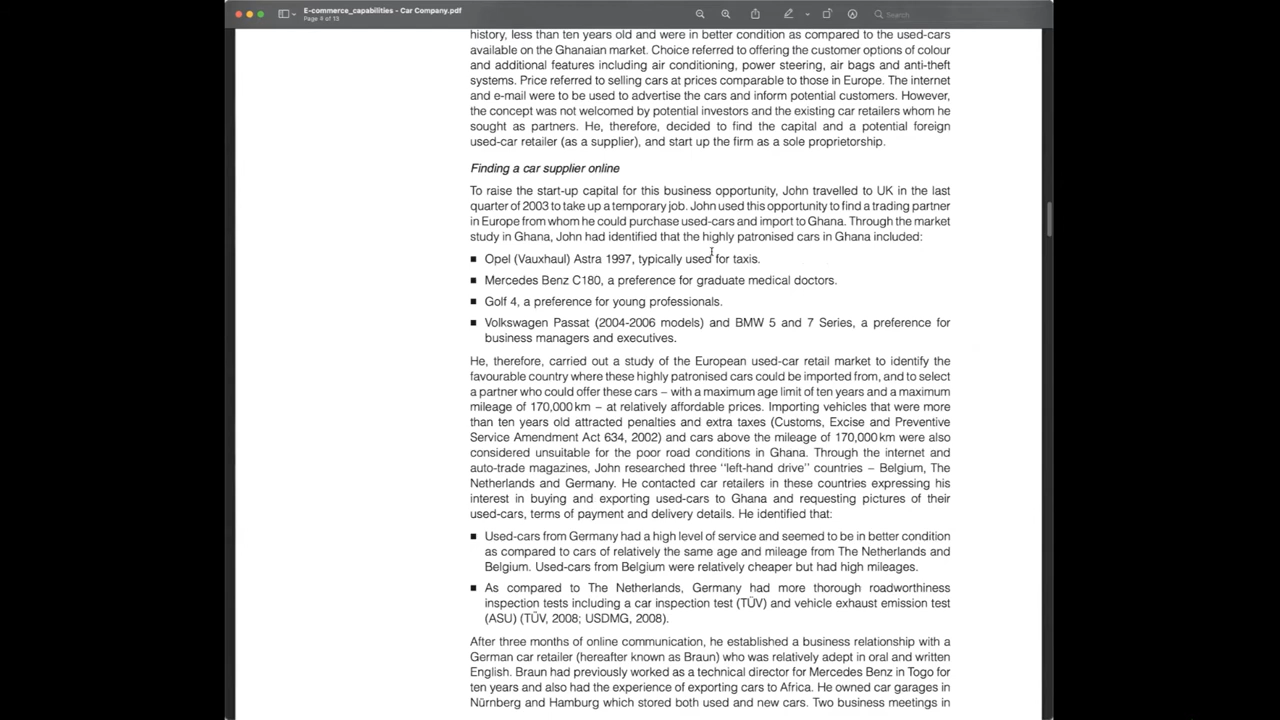 E-commerce_capabilities - Car Company.pdf
Page 4 of 13
Search
history, less than ten years old and were in better condition as compared to the used-cars
available on the Ghanaian market. Choice referred to offering the customer options of colour
and additional features including air conditioning, power steering, air bags and anti-theft
systems. Price referred to selling cars at prices comparable to those in Europe. The internet
and e-mail were to be used to advertise the cars and inform potential customers. However,
the concept was not welcomed by potential investors and the existing car retailers whom he
sought as partners. He, therefore, decided to find the capital and a potential foreign
used-car retailer (as a supplier), and start up the firm as a sole proprietorship.
Finding a car supplier online
To raise the start-up capital for this business opportunity, John travelled to UK in the last
quarter of 2003 to take up a temporary job. John used this opportunity to find a trading partner
in Europe from whom he could purchase used-cars and import to Ghana. Through the market
study in Ghana, John had identified that the highly patronised cars in Ghana included:
■ Opel (Vauxhaul) Astra 1997, typically used for taxis.
■ Mercedes Benz C180, a preference for graduate medical doctors.
■ Golf 4, a preference for young professionals.
■ Volkswagen Passat (2004-2006 models) and BMW 5 and 7 Series, a preference for
business managers and executives.
He, therefore, carried out a study of the European used-car retail market to identify the
favourable country where these highly patronised cars could be imported from, and to select
a partner who could offer these cars – with a maximum age limit of ten years and a maximum
mileage of 170,000 km – at relatively affordable prices. Importing vehicles that were more
than ten years old attracted penalties and extra taxes (Customs, Excise and Preventive
Service Amendment Act 634, 2002) and cars above the mileage of 170,000 km were also
considered unsuitable for the poor road conditions in Ghana. Through the internet and
auto-trade magazines, John researched three ‘‘left-hand drive’’ countries – Belgium, The
Netherlands and Germany. He contacted car retailers in these countries expressing his
interest in buying and exporting used-cars to Ghana and requesting pictures of their
used-cars, terms of payment and delivery details. He identified that:
■ Used-cars from Germany had a high level of service and seemed to be in better condition
as compared to cars of relatively the same age and mileage from The Netherlands and
Belgium. Used-cars from Belgium were relatively cheaper but had high mileages.
■ As compared to The Netherlands, Germany had more thorough roadworthiness
inspection tests including a car inspection test (TÜV) and vehicle exhaust emission test
(ASU) (TÜV, 2008; USDMG, 2008).
After three months of online communication, he established a business relationship with a
German car retailer (hereafter known as Braun) who was relatively adept in oral and written
English. Braun had previously worked as a technical director for Mercedes Benz in Togo for
ten years and also had the experience of exporting cars to Africa. He owned car garages in
Nürnberg and Hamburg which stored both used and new cars. Two business meetings in